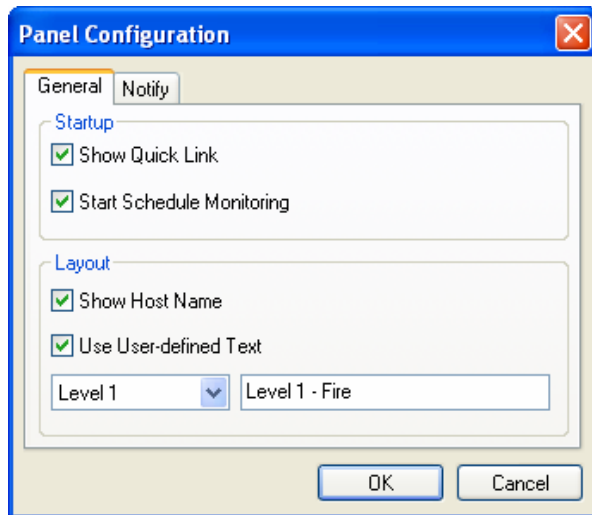 Panel Configuration
General Notify
Startup
Show Quick Link
Start Schedule Monitoring
Layout
Show Host Name
Use User-defined Text
Level 1 Level 1 - Fire
OK Cancel